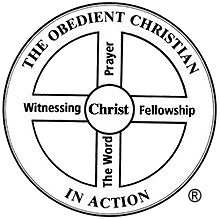 THE OBEDIENT CHRISTIAN
Prayer
Witnessing
Christ
Fellowship
The Word
IN ACTION
®